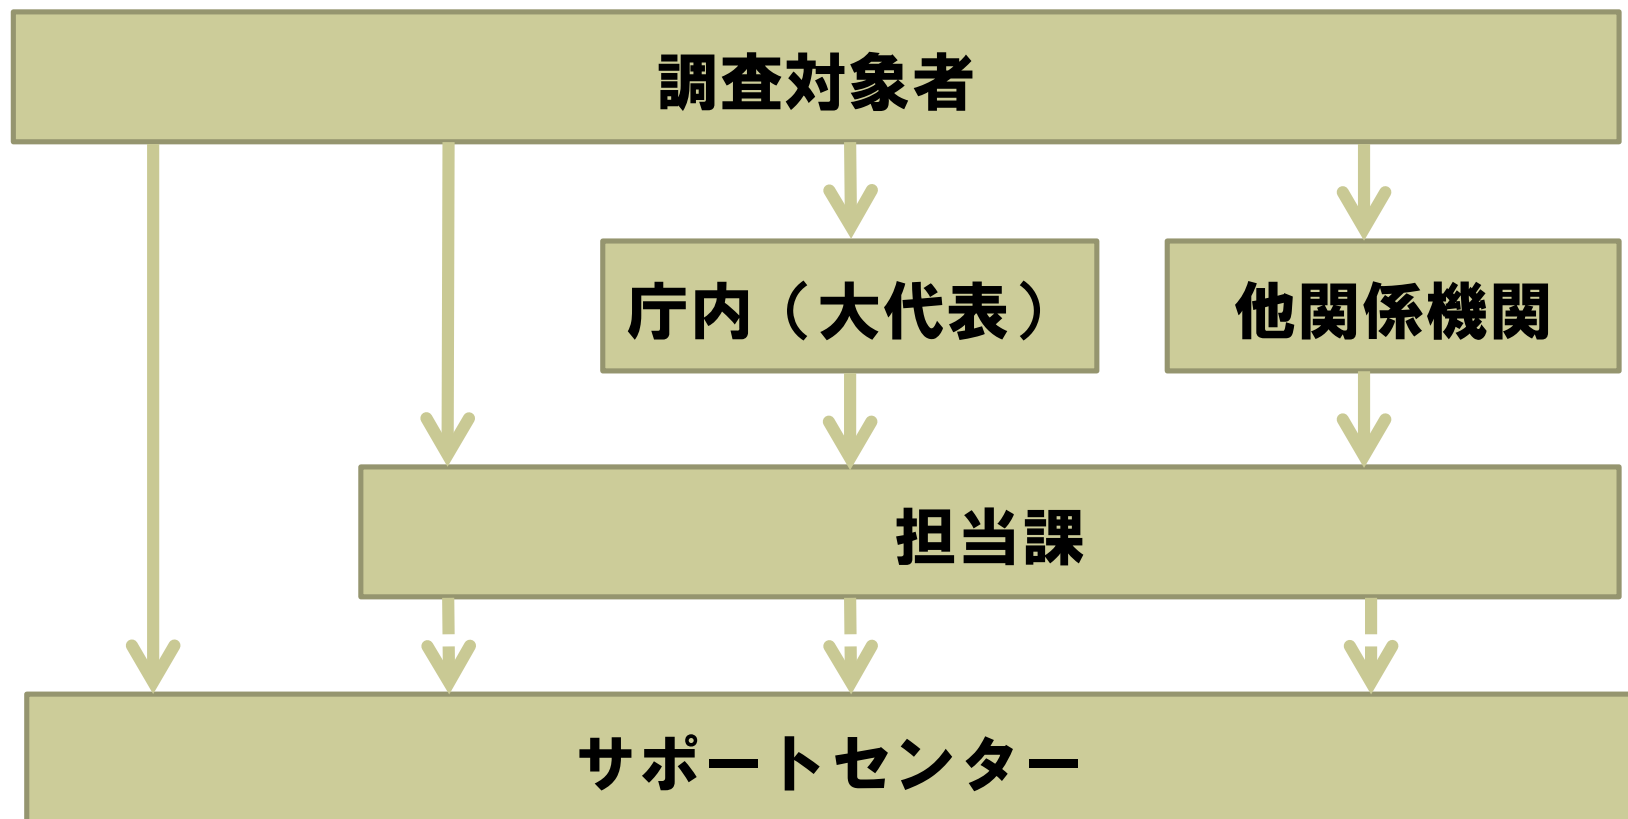 調査対象者
庁内（大代表）
他関係機関
担当課
サポートセンター